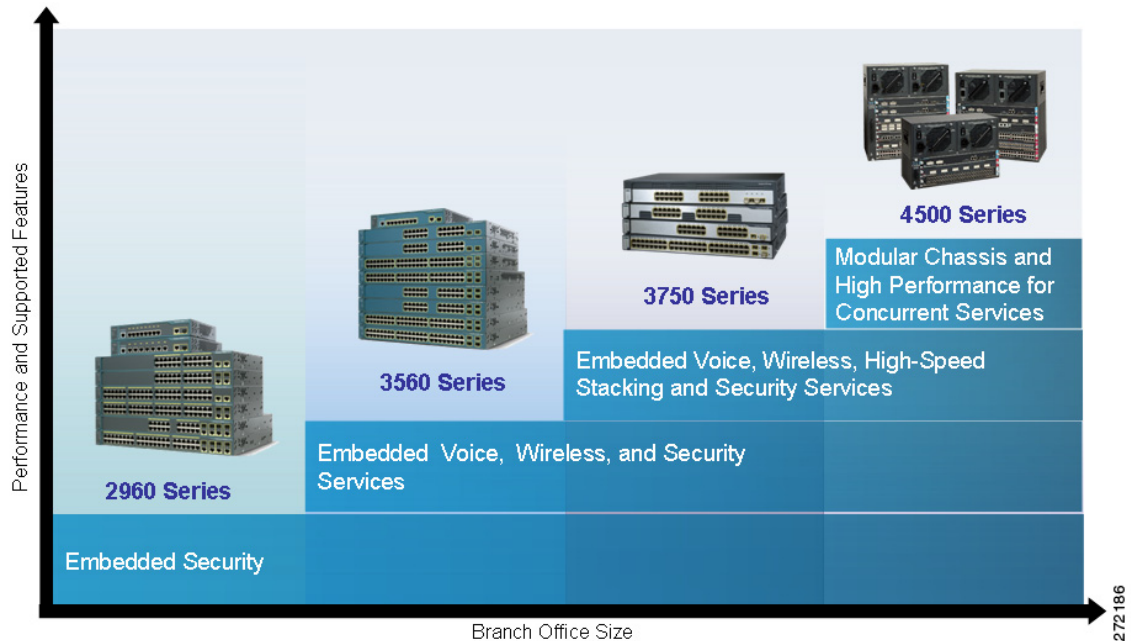 Performance and Supported Features
4500 Series
Modular Chassis and
High Performance for
Concurrent Services
3750 Series
Embedded Voice, Wireless, High-Speed
Stacking and Security Services
3560 Series
Embedded Voice, Wireless, and Security
Services
2960 Series
Embedded Security
Branch Office Size
272186